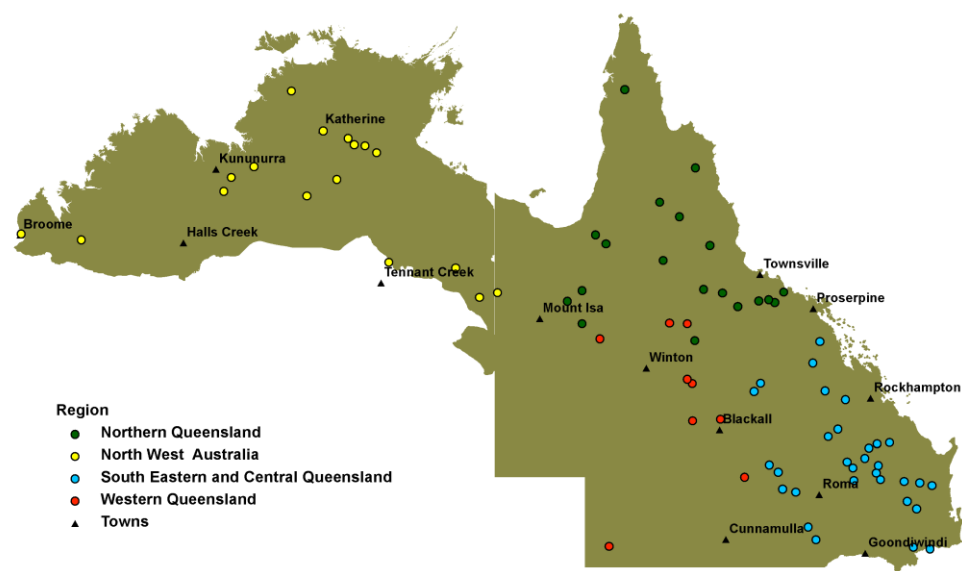 Katherine
Kununurra
Broome
Halls Creek
Tennant Creek
Townsville
Mount Isa
Proserpine
Winton
Rockhampton
Blackall
Roma
Cunnamulla
Goondiwindi
Region
Northern Queensland
North West Australia
South Eastern and Central Queensland
Western Queensland
Towns